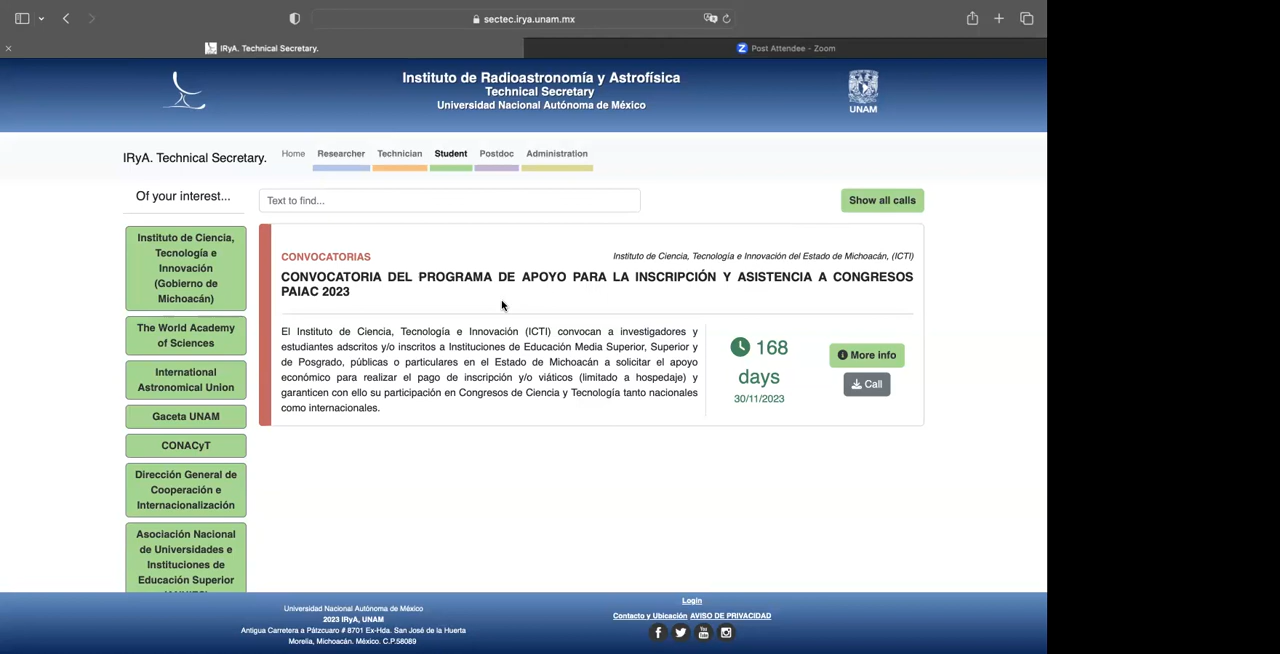 sectec.irya.unam.mx
IRyA. Technical Secretary.
Post Attendee - Zoom
Instituto de Radioastronomía y Astrofísica
Technical Secretary
Universidad Nacional Autónoma de México
UNAM
IRyA. Technical Secretary.
Home Researcher Technician Student Postdoc Administration
Of your interest...
Text to find...
Show all calls
Instituto de Ciencia,
Tecnología e
Innovación
(Gobierno de
Michoacán)
The World Academy
of Sciences
International
Astronomical Union
Gaceta UNAM
CONACyT
Dirección General de
Cooperación e
Internacionalización
Asociación Nacional
de Universidades e
Instituciones de
Educación Superior
CONVOCATORIAS
Instituto de Ciencia, Tecnología e Innovación del Estado de Michoacán, (ICTI)
CONVOCATORIA DEL PROGRAMA DE APOYO PARA LA INSCRIPCIÓN Y ASISTENCIA A CONGRESOS
PAIAC 2023
El Instituto de Ciencia, Tecnología e Innovación (ICTI) convocan a investigadores y
estudiantes adscritos y/o inscritos a Instituciones de Educación Media Superior, Superior y
de Posgrado, públicas o particulares en el Estado de Michoacán a solicitar el apoyo
económico para realizar el pago de inscripción y/o viáticos (limitado a hospedaje) y
garanticen con ello su participación en Congresos de Ciencia y Tecnología tanto nacionales
como internacionales.
168
days
30/11/2023
More info
Call
Universidad Nacional Autónoma de México
2023 IRyA, UNAM
Antigua Carretera a Pátzcuaro # 8701 Ex-Hda. San José de la Huerta
Morelia, Michoacán. México. C.P.58089
Login
Contacto y Ubicación AVISO DE PRIVACIDAD